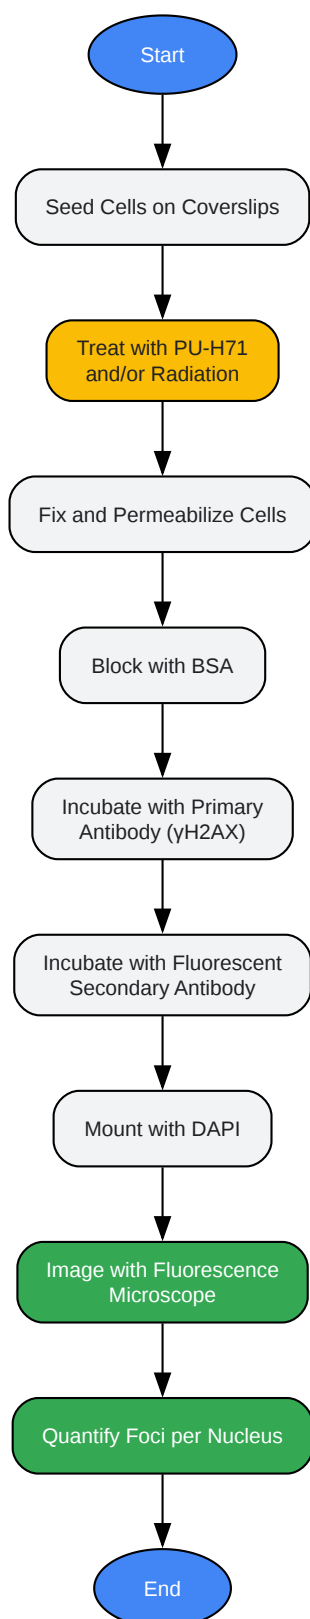 Start
Seed Cells on Coverslips
Treat with PU-H71
and/or Radiation
Fix and Permeabilize Cells
Block with BSA
Incubate with Primary
Antibody (γH2AX)
Incubate with Fluorescent
Secondary Antibody
Mount with DAPI
Image with Fluorescence
Microscope
Quantify Foci per Nucleus
End